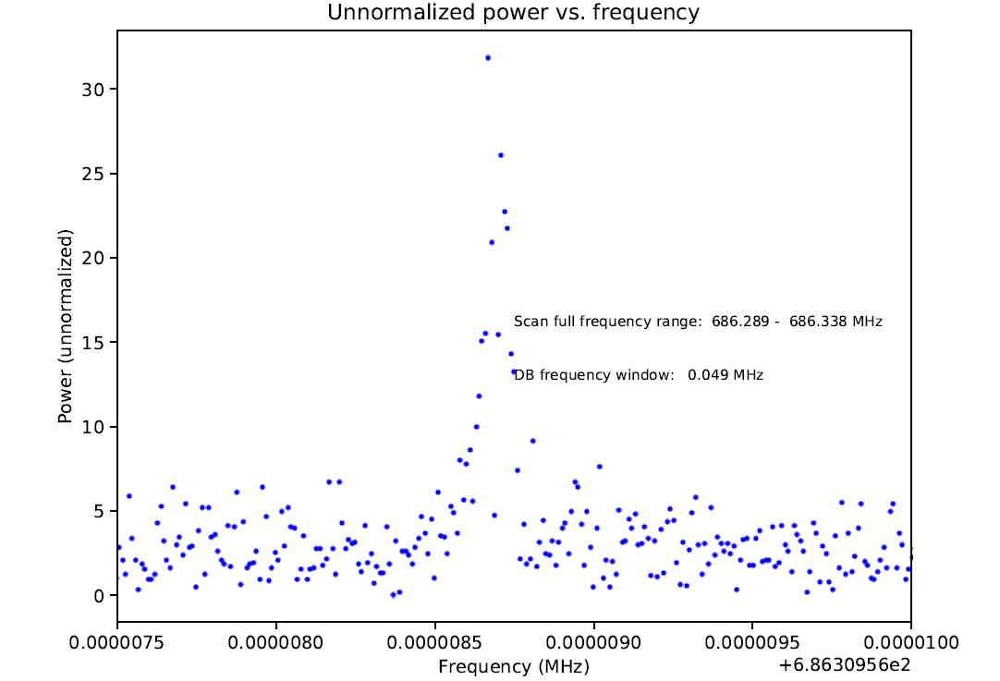 Unnormalized power vs. frequency
Power (unnormalized)
30
25
20
15
10
5
0
Scan full frequency range:  686.289 -  686.338 MHz
DB frequency window:   0.049 MHz
0.0000075 0.0000080 0.0000085 0.0000090 0.0000095 0.0000100
Frequency (MHz)
+6.8630956e2